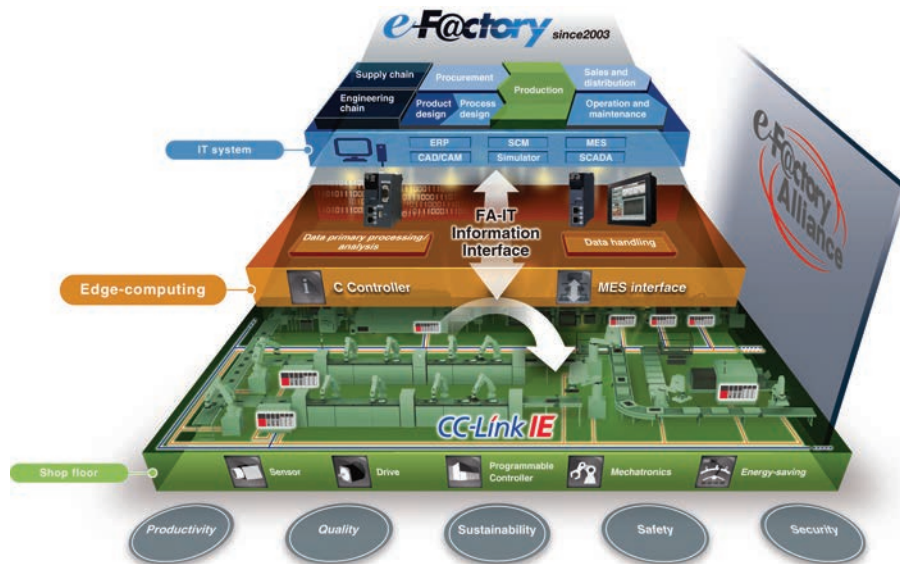 e-F@ctory since2003
Supply chain
Procurement
Production
Sales and
distribution
Engineering
chain
Product
design
Process
design
Operation and
maintenance
IT system
ERP
SCM
MES
CAD/CAM
Simulator
SCADA
FA-IT
Information
Interface
Data primary processing/
analysis
Data handling
Edge-computing
C Controller
MES interface
e-F@ctory
Alliance
CC-Link IE
Shop floor
Sensor
Drive
Programmable
Controller
Mechatronics
Energy-saving
Productivity
Quality
Sustainability
Safety
Security